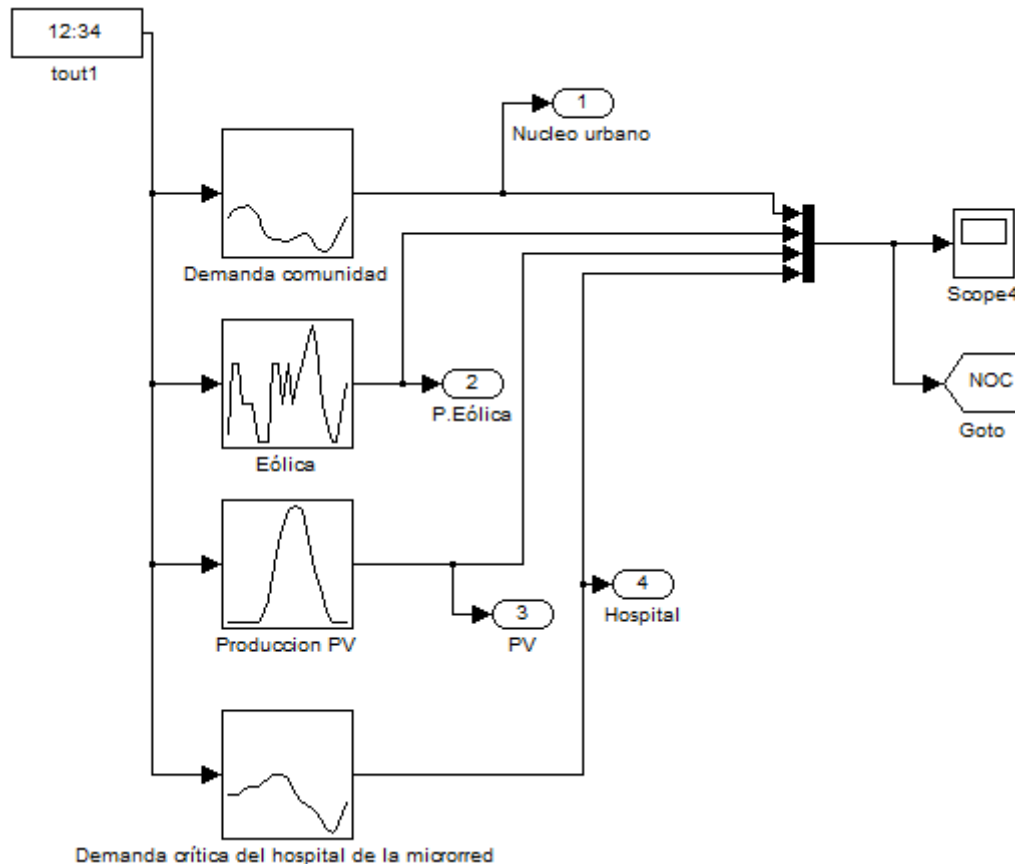 12:34
tout1
1
Nucleo urbano
Demanda comunidad
Scope4
2
P.Eólica
NOC
Goto
Eólica
3
PV
4
Hospital
Produccion PV
Demanda crítica del hospital de la microrred